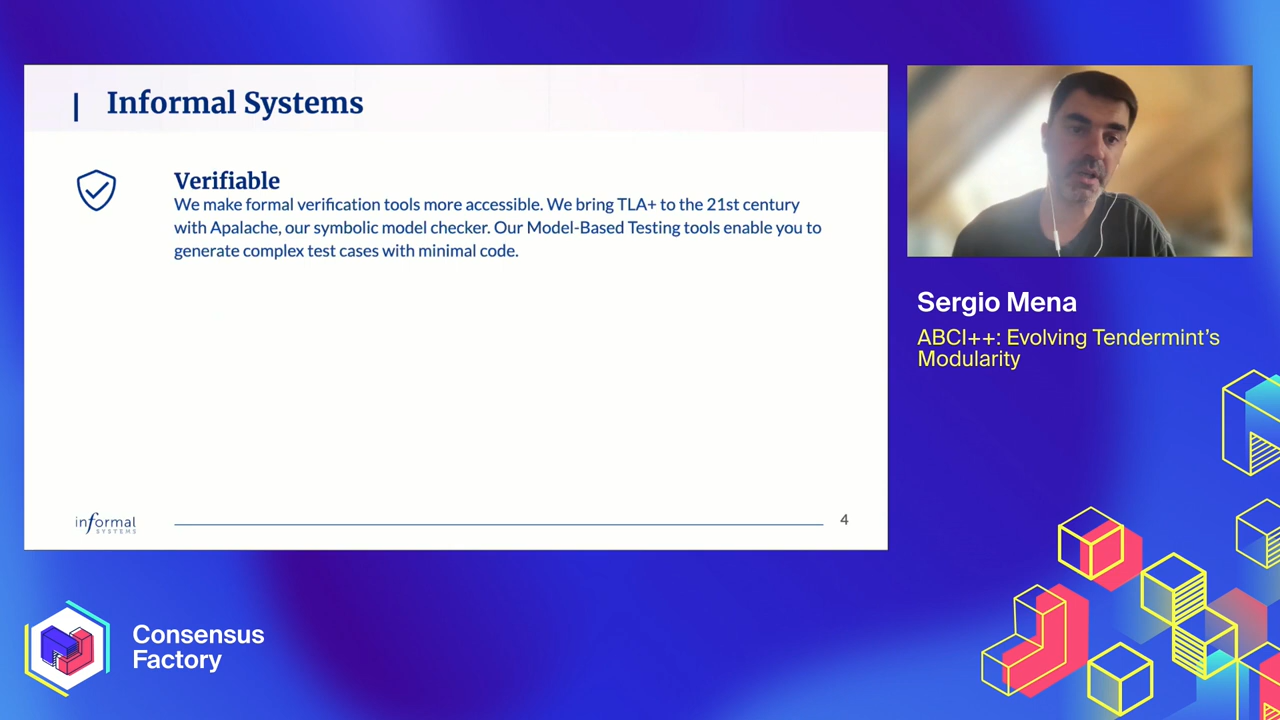 Informal Systems
Verifiable
We make formal verification tools more accessible. We bring TLA+ to the 21st century
with Apalache, our symbolic model checker. Our Model-Based Testing tools enable you to
generate complex test cases with minimal code.
informal
SYSTEMS
4
Sergio Mena
ABCI++: Evolving Tendermint's
Modularity
Consensus
Factory